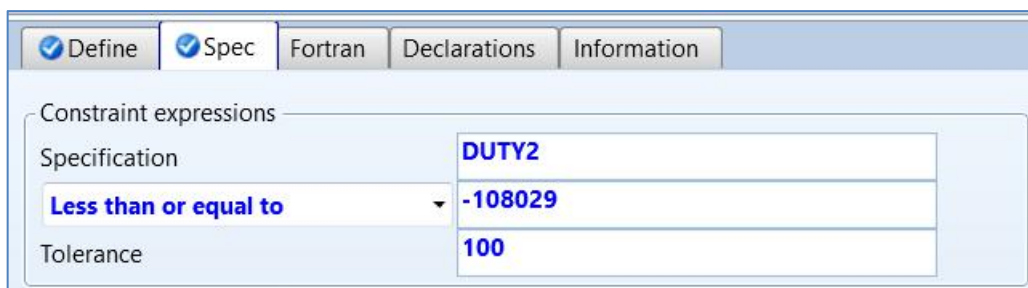 Define Spec Fortran Declarations Information
Constraint expressions
Specification DUTY2
Less than or equal to -108029
Tolerance 100